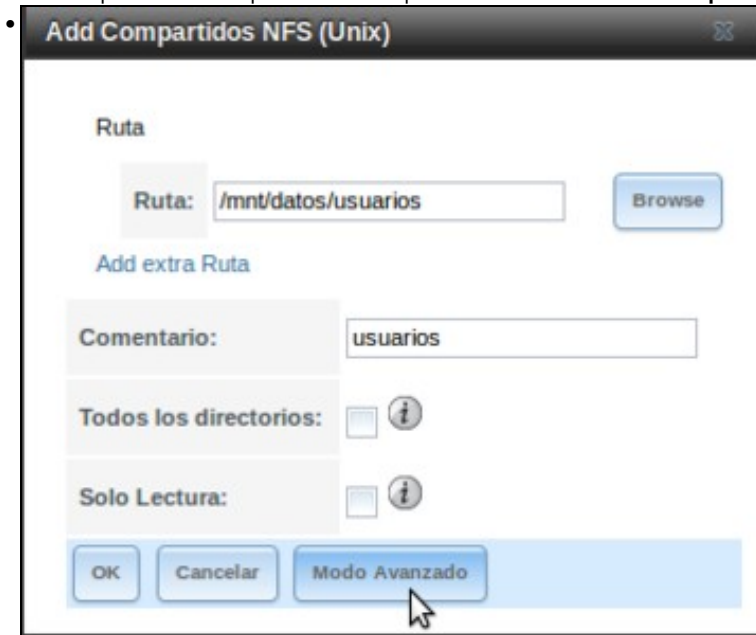 Add Compartidos NFS (Unix)
Ruta
Ruta: /mnt/datos/usuarios Browse
Add extra Ruta
Comentario: usuarios
Todos los directorios:
Solo Lectura:
OK Cancelar Modo Avanzado